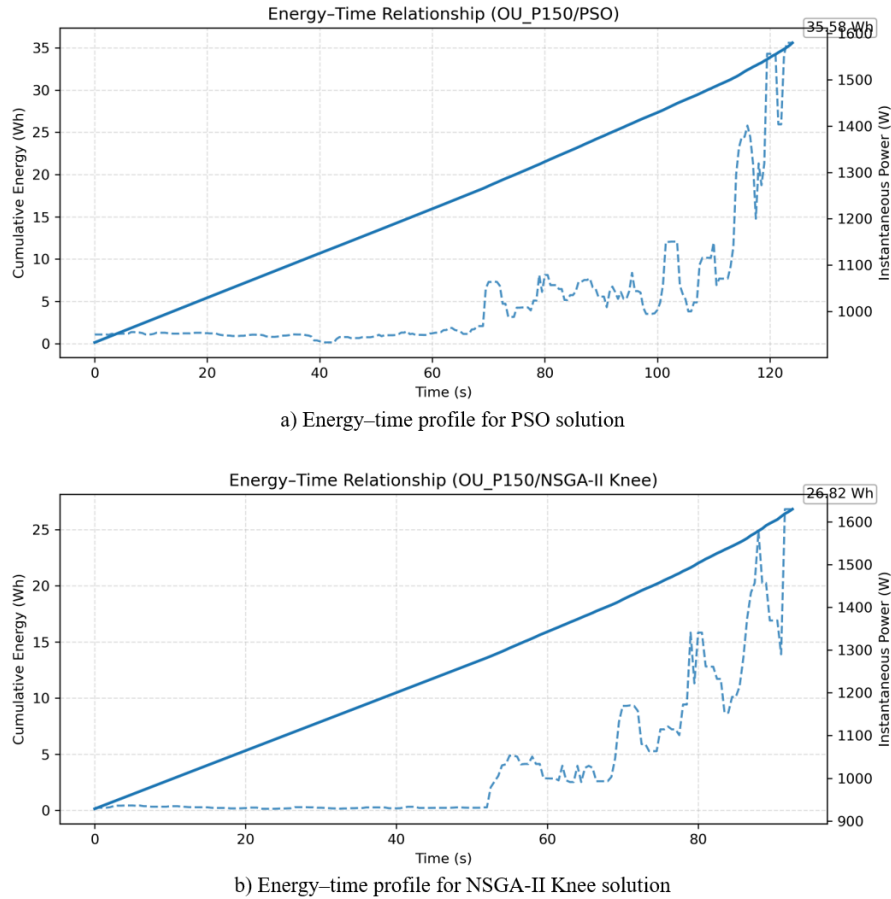 Energy–Time Relationship (OU_P150/PSO)
35.58 Wh
35
30
25
20
15
10
5
0
Cumulative Energy (Wh)
1600
1500
1400
1300
1200
1100
1000
Instantaneous Power (W)
0 20 40 60 80 100 120
Time (s)
a) Energy–time profile for PSO solution
Energy–Time Relationship (OU_P150/NSGA-II Knee)
26.82 Wh
25
20
15
10
5
0
Cumulative Energy (Wh)
1600
1500
1400
1300
1200
1100
1000
900
Instantaneous Power (W)
0 20 40 60 80
Time (s)
b) Energy–time profile for NSGA-II Knee solution